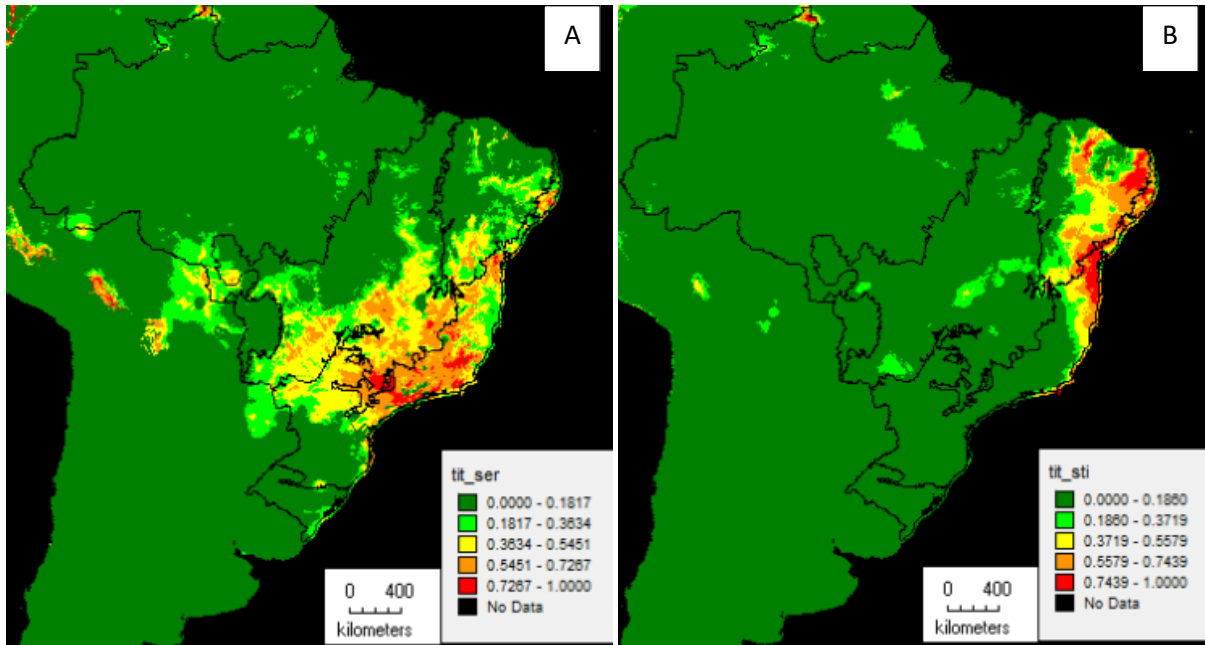 A
tit_ser
0.0000 - 0.1817
0.1817 - 0.3634
0.3634 - 0.5451
0.5451 - 0.7267
0.7267 - 1.0000
No Data
0 400
kilometers
B
tit_sti
0.0000 - 0.1860
0.1860 - 0.3719
0.3719 - 0.5579
0.5579 - 0.7439
0.7439 - 1.0000
No Data
0 400
kilometers